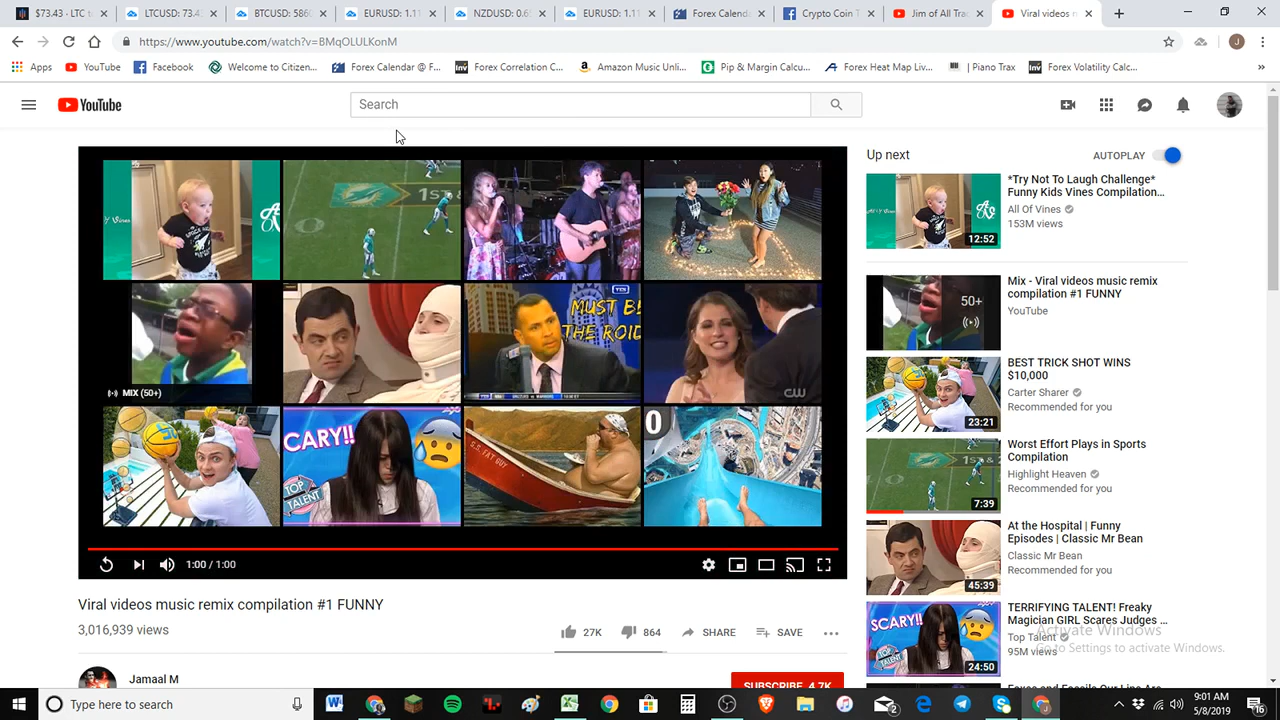 $73.43 - LTC to
LTCUSD: 73.4
BTCUSD: 586
EURUSD: 1.11
NZDUSD: 0.6
EURUSD: 1.11
Forex Calenda
Crypto Coin T
Jim of All Trad
Viral videos m
https://www.youtube.com/watch?v=BMqOLULKonM
J
Apps
YouTube
Facebook
Welcome to Citizen...
Forex Calendar @ F...
Forex Correlation C...
Amazon Music Unli...
Pip & Margin Calcu...
Forex Heat Map Liv...
| Piano Trax
Forex Volatility Calc...
»
YouTube
Search
1ST
MUST BE
THE ROID
YES
CW
MIX (50+)
SCARY!!
TOP
TALENT
S.S. FAT GUY
0
1:00 / 1:00
Viral videos music remix compilation #1 FUNNY
3,016,939 views
27K
864
SHARE
SAVE
Jamaal M
SUBSCRIBE 4.7K
Up next
AUTOPLAY
*Try Not To Laugh Challenge*
Funny Kids Vines Compilation...
All Of Vines
153M views
12:52
Mix - Viral videos music remix
compilation #1 FUNNY
YouTube
50+
BEST TRICK SHOT WINS
$10,000
Carter Sharer
Recommended for you
23:21
Worst Effort Plays in Sports
Compilation
Highlight Heaven
Recommended for you
7:39
At the Hospital | Funny
Episodes | Classic Mr Bean
Classic Mr Bean
Recommended for you
45:39
TERRIFYING TALENT! Freaky
Magician GIRL Scares Judges ...
Top Talent
95M views
SCARY!!
24:50
Activate Windows
Go to Settings to activate Windows.
Type here to search
9:01 AM
5/8/2019